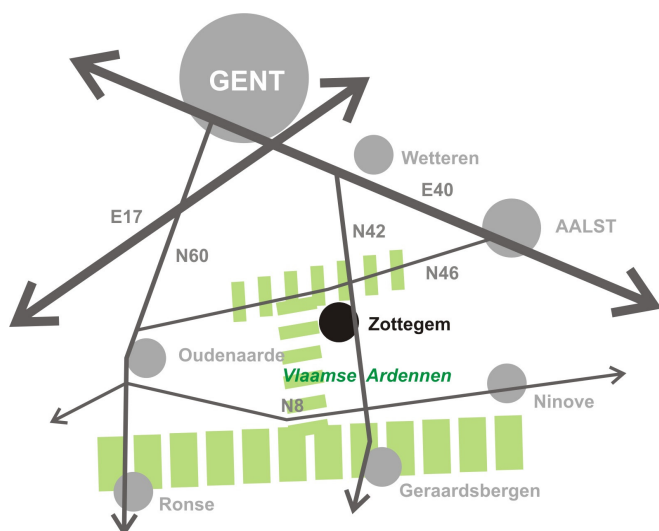 GENT
Wetteren
E40
E17
AALST
N42
N60
N46
Zottegem
Oudenaarde
Vlaamse Ardennen
Ninove
N8
Geraardsbergen
Ronse